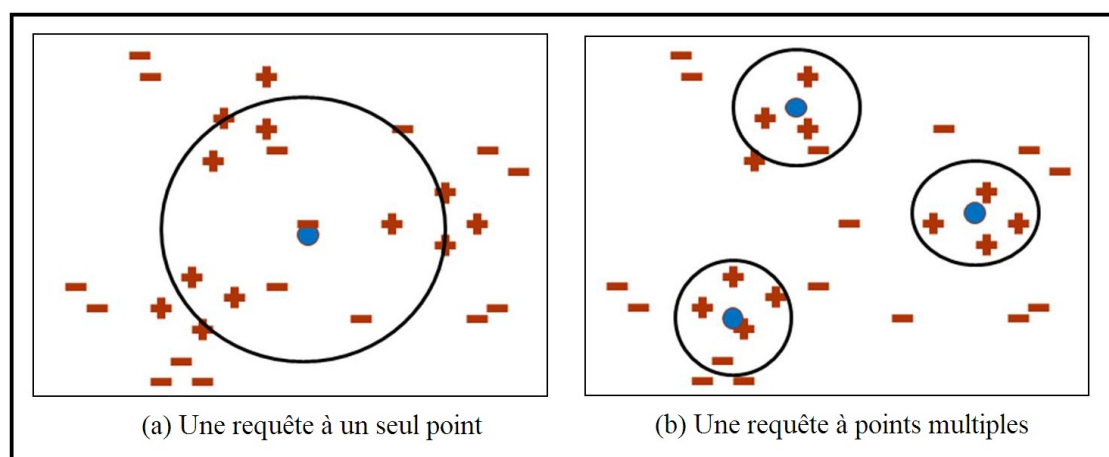 (a) Une requête à un seul point
(b) Une requête à points multiples